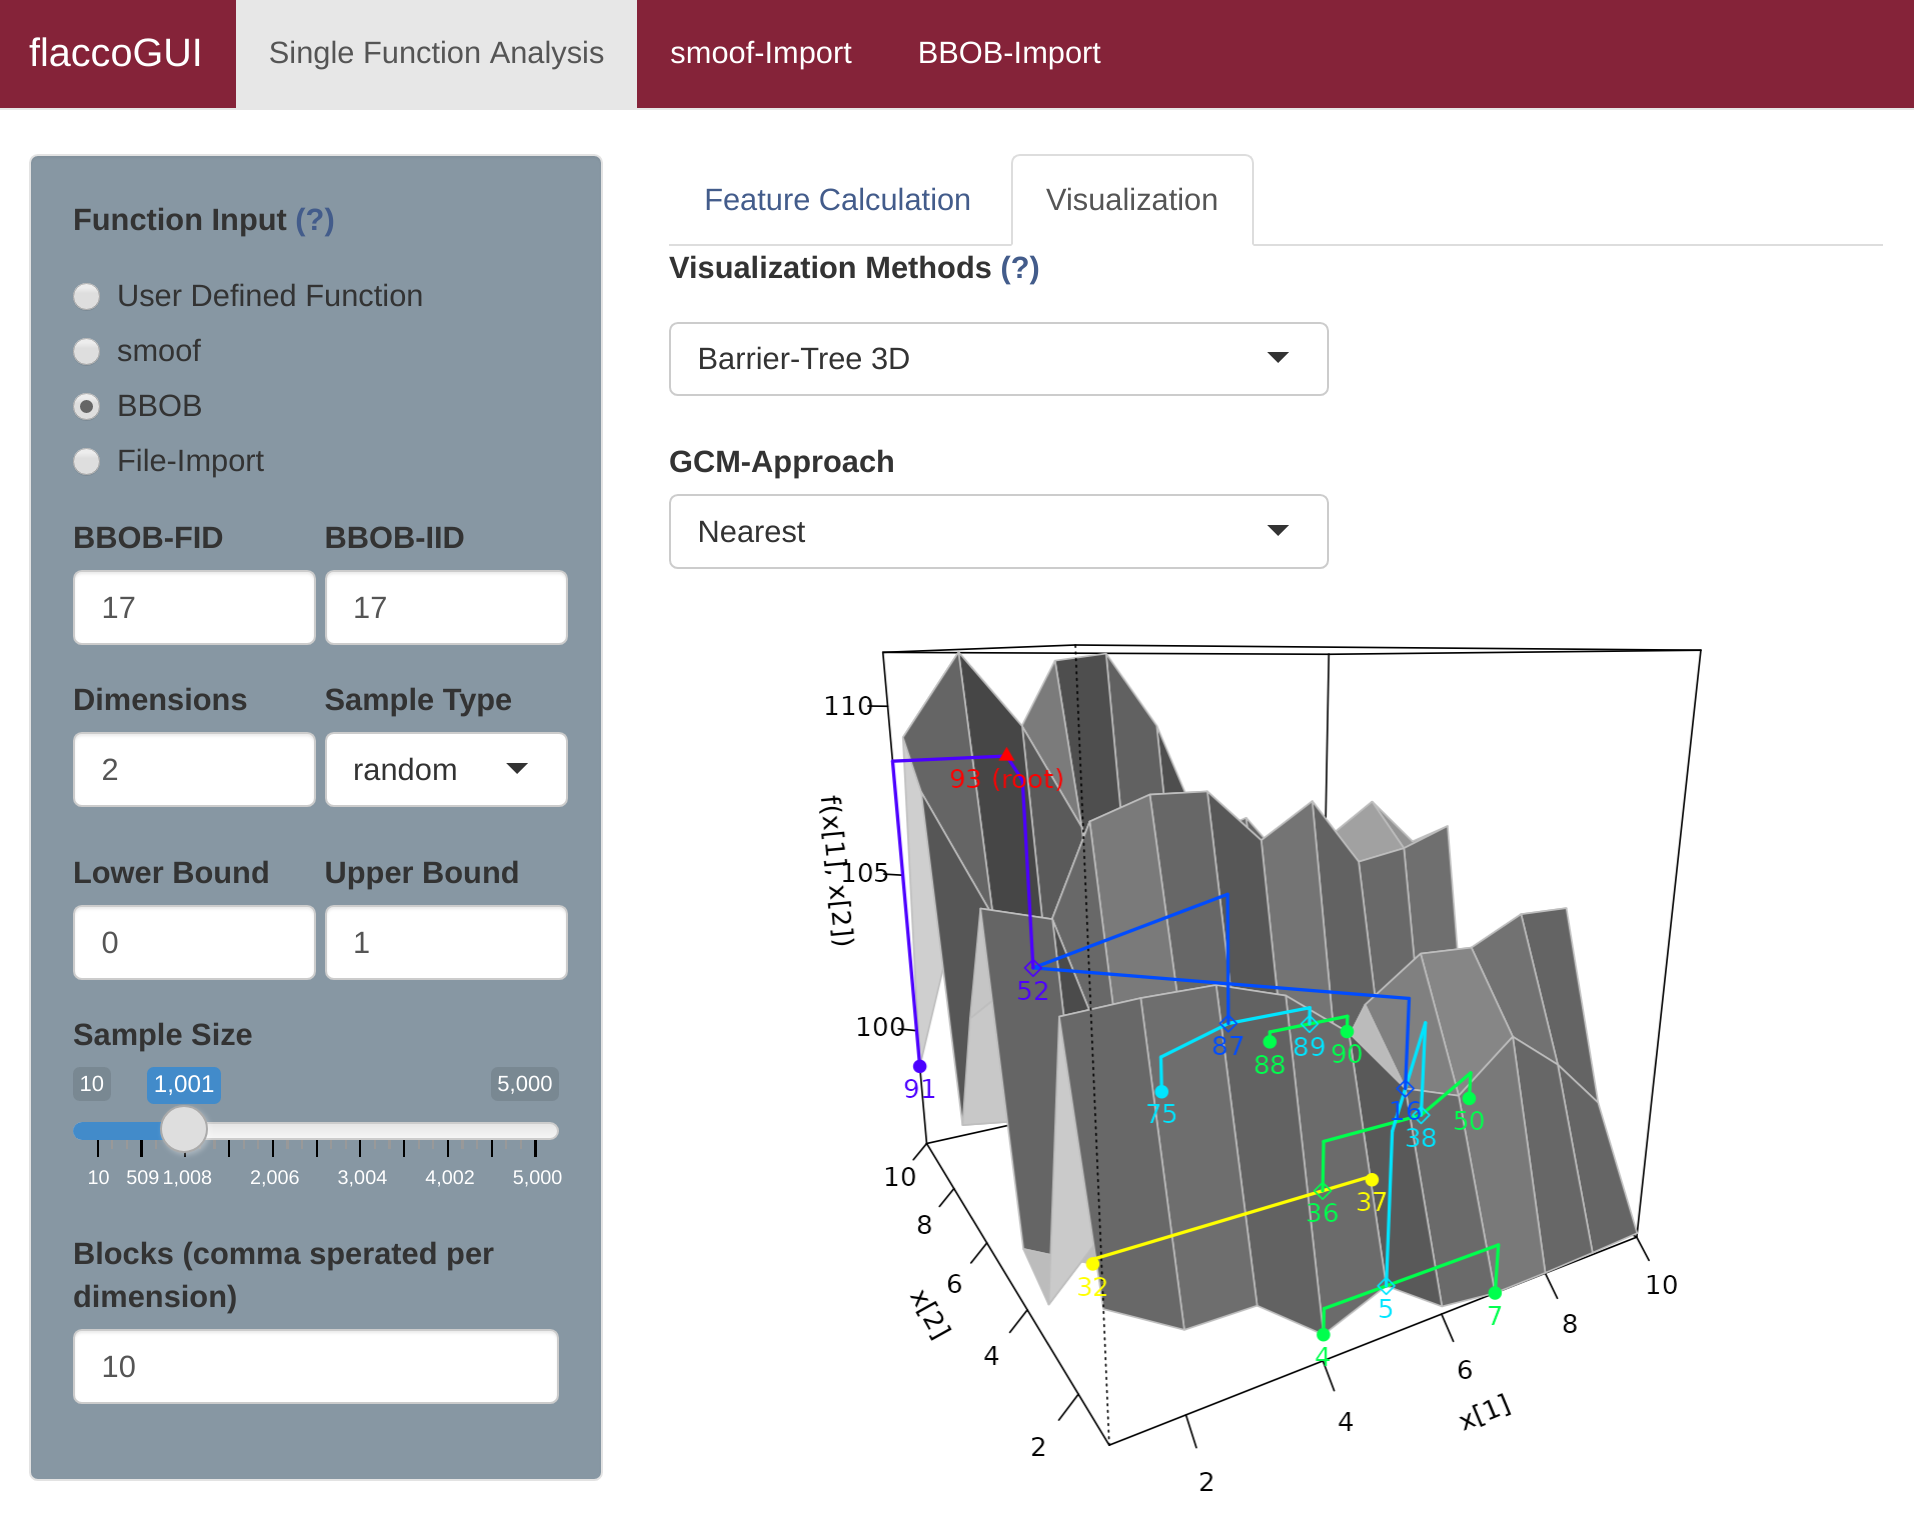 flaccoGUI Single Function Analysis smoof-Import BBOB-Import
Function Input (?)
User Defined Function
smoof
BBOB
File-Import
BBOB-FID BBOB-IID
17 17
Dimensions Sample Type
2 random
Lower Bound Upper Bound
0 1
Sample Size
10 1,001 5,000
10 509 1,008 2,006 3,004 4,002 5,000
Blocks (comma sperated per
dimension)
10
Feature Calculation Visualization
Visualization Methods (?)
Barrier-Tree 3D
GCM-Approach
Nearest
110
105
100
f(x[1], x[2])
93 (root)
52
91
87
88
89
90
75
16
38
50
36
37
32
5
7
4
10
8
6
4
2
x[2]
2
4
6
8
10
x[1]